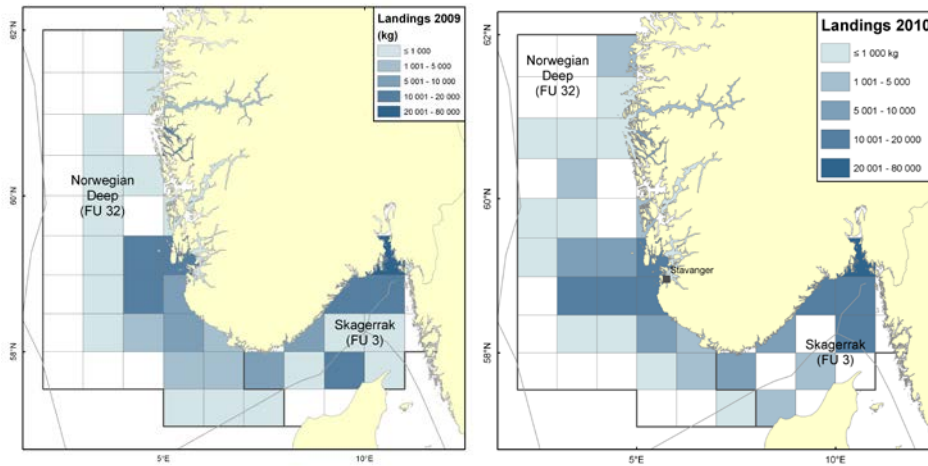 Landings 2009
(kg)
≤ 1 000
1 001 - 5 000
5 001 - 10 000
10 001 - 20 000
20 001 - 80 000
62°N
60°N
58°N
Norwegian
Deep
(FU 32)
Skagerrak
(FU 3)
5°E
10°E
Landings 2010
≤ 1 000 kg
1 001 - 5 000
5 001 - 10 000
10 001 - 20 000
20 001 - 80 000
62°N
60°N
58°N
Norwegian
Deep
(FU 32)
Stavanger
Skagerrak
(FU 3)
5°E
10°E